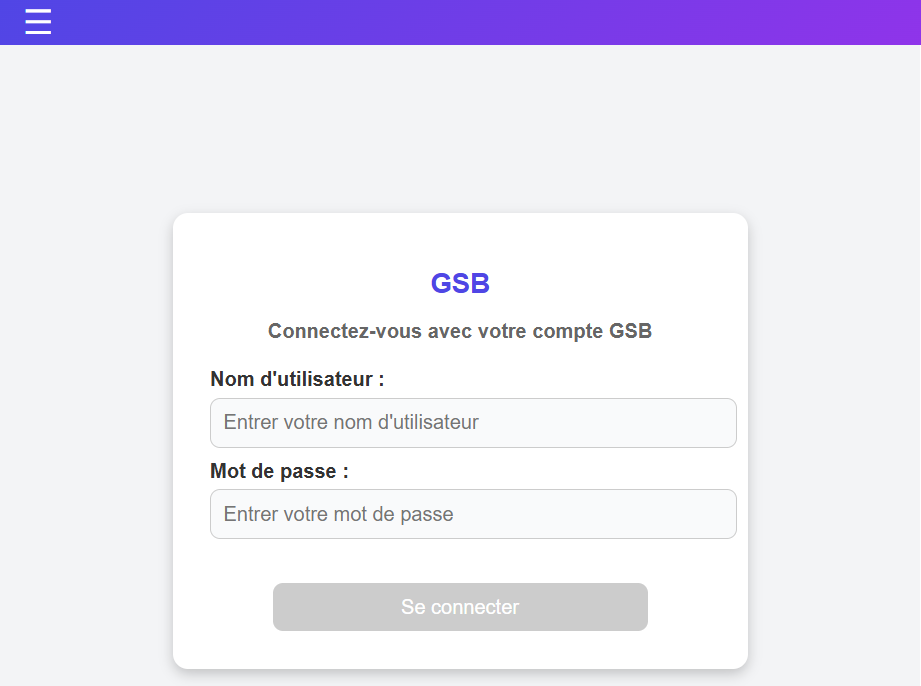 GSB
Connectez-vous avec votre compte GSB
Nom d'utilisateur :
Entrer votre nom d'utilisateur
Mot de passe :
Entrer votre mot de passe
Se connecter